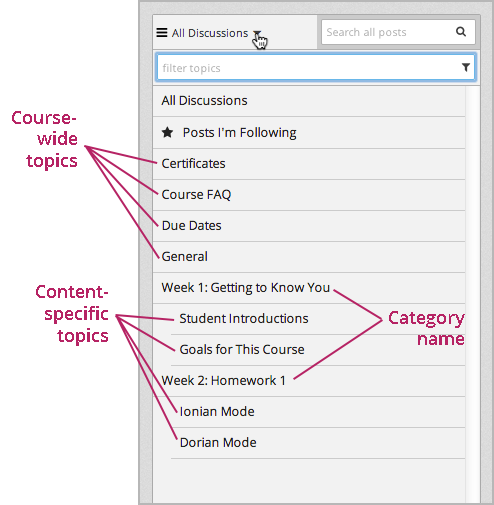 All Discussions
Search all posts
filter topics
All Discussions
Posts I'm Following
Course-
wide
topics
Certificates
Course FAQ
Due Dates
General
Week 1: Getting to Know You
Content-
specific
topics
Student Introductions
Category
name
Goals for This Course
Week 2: Homework 1
Ionian Mode
Dorian Mode